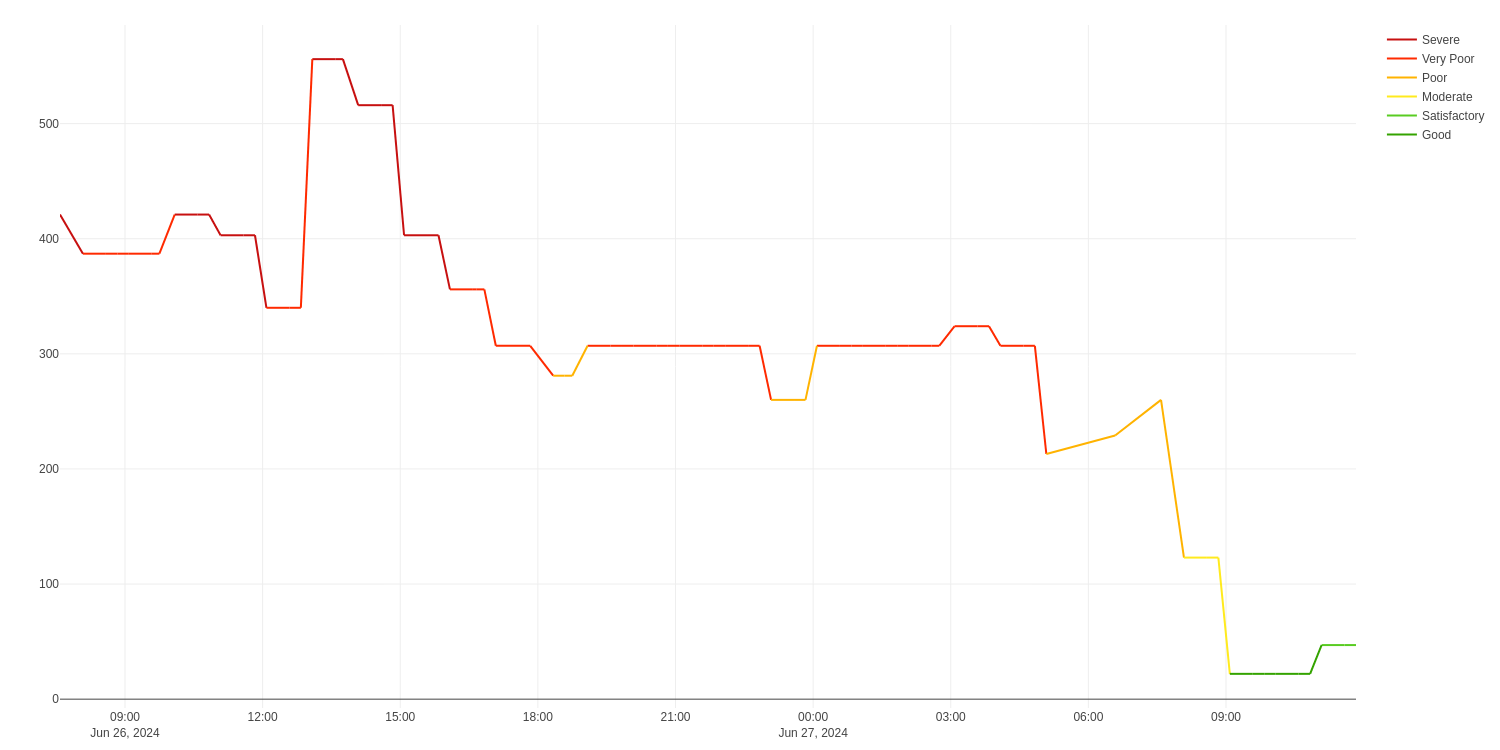 500
400
300
200
100
0
09:00
Jun 26, 2024
12:00
15:00
18:00
21:00
00:00
Jun 27, 2024
03:00
06:00
09:00
Severe
Very Poor
Poor
Moderate
Satisfactory
Good